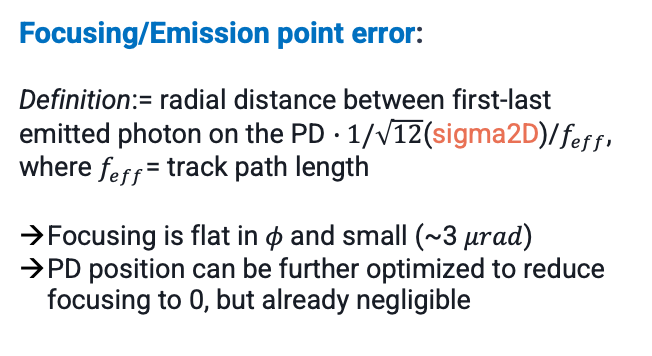 Focusing/Emission point error:
Definition:= radial distance between first-last
emitted photon on the PD · 1/√12(sigma2D)/f_eff,
where f_eff= track path length
→Focusing is flat in ϕ and small (~3 μrad)
→PD position can be further optimized to reduce
focusing to 0, but already negligible